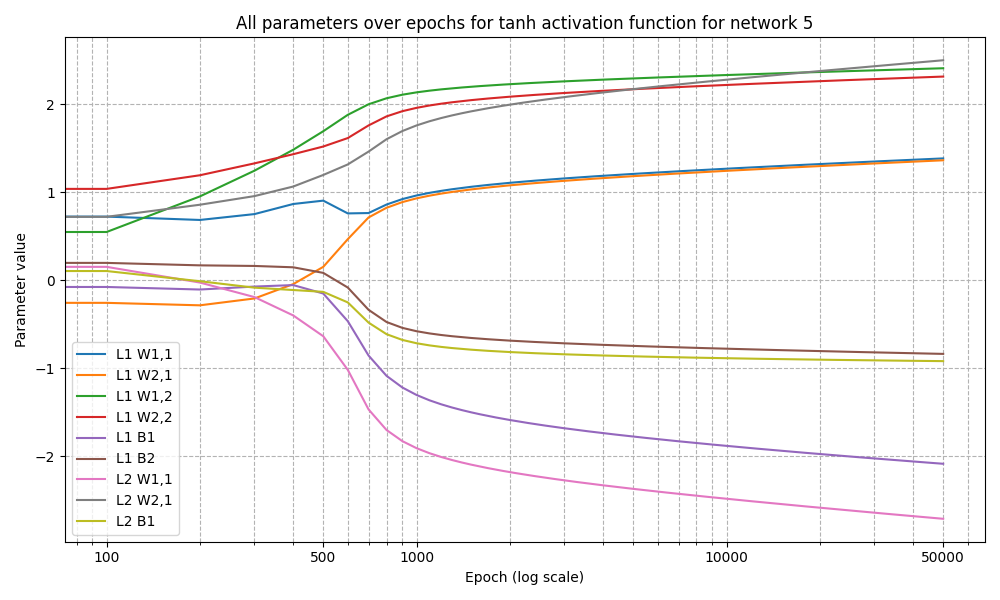 All parameters over epochs for tanh activation function for network 5
Parameter value
2
1
0
−1
−2
L1 W1,1
L1 W2,1
L1 W1,2
L1 W2,2
L1 B1
L1 B2
L2 W1,1
L2 W2,1
L2 B1
100 500 1000 10000 50000
Epoch (log scale)